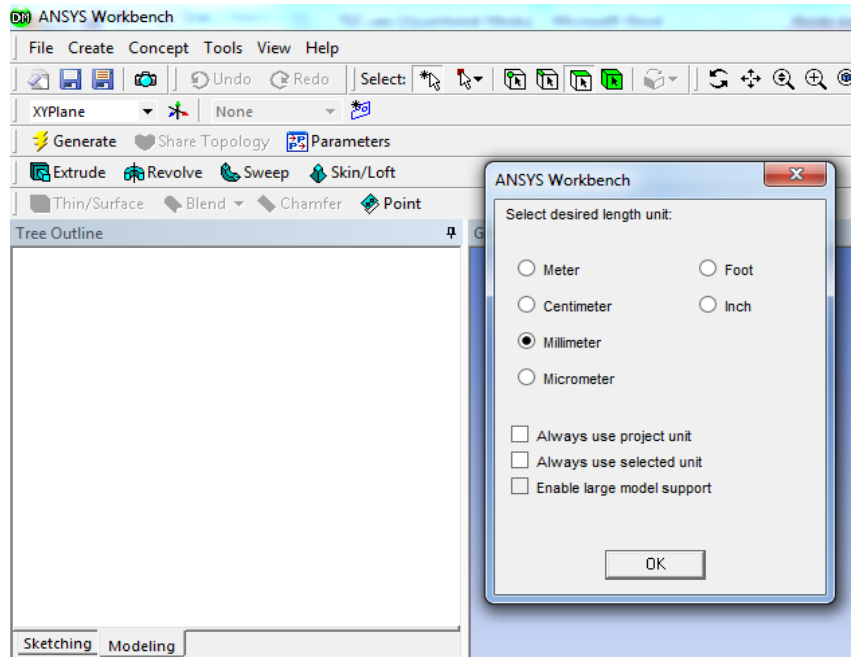 DM ANSYS Workbench
File Create Concept Tools View Help
Undo Redo Select:
XYPlane None
Generate Share Topology Parameters
Extrude Revolve Sweep Skin/Loft
Thin/Surface Blend Chamfer Point
Tree Outline G
ANSYS Workbench
Select desired length unit:
Meter Foot
Centimeter Inch
Millimeter
Micrometer
Always use project unit
Always use selected unit
Enable large model support
OK
Sketching Modeling